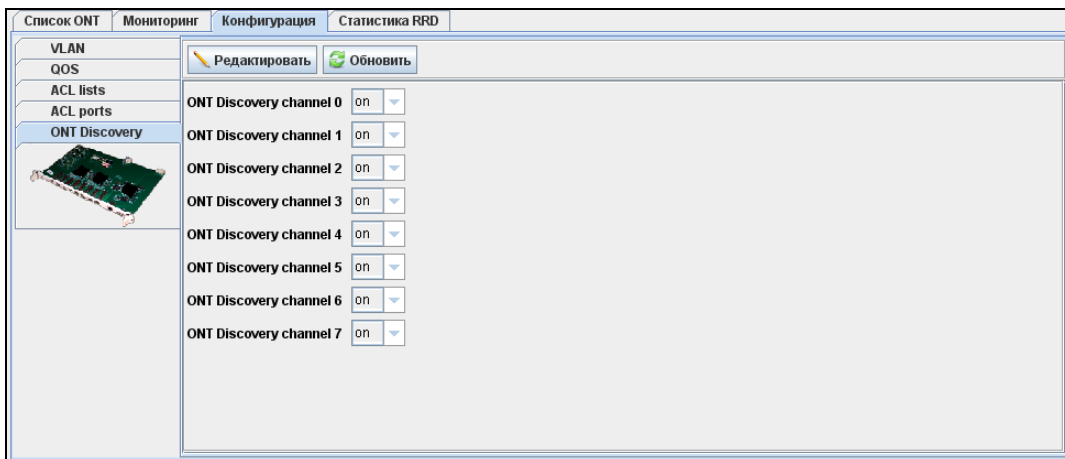 Список ONT Мониторинг Конфигурация Статистика RRD
VLAN
QOS
ACL lists
ACL ports
ONT Discovery
Редактировать Обновить
ONT Discovery channel 0 on
ONT Discovery channel 1 on
ONT Discovery channel 2 on
ONT Discovery channel 3 on
ONT Discovery channel 4 on
ONT Discovery channel 5 on
ONT Discovery channel 6 on
ONT Discovery channel 7 on